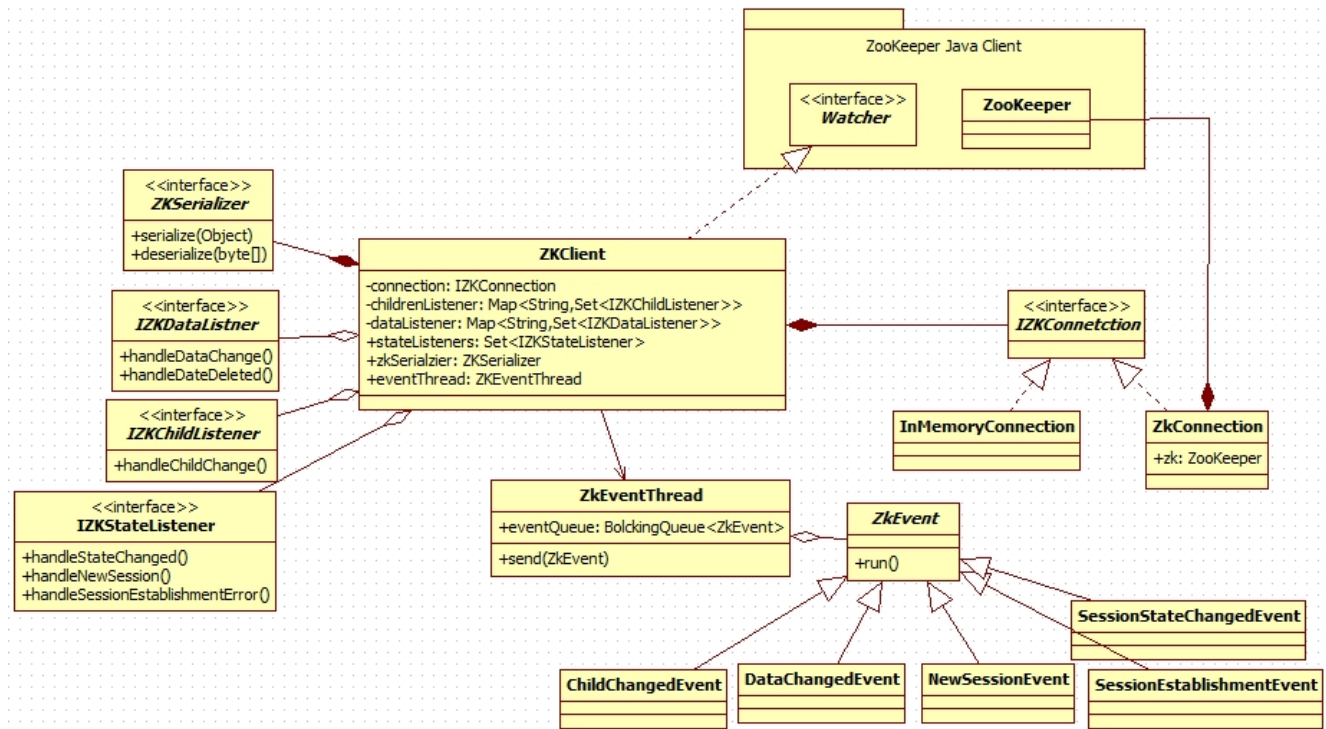 ZooKeeper Java Client
<<interface>>
Watcher
ZooKeeper
<<interface>>
ZKSerializer
+serialize(Object)
+deserialize(byte[])
ZKClient
-connection: IZKConnection
-childrenListener: Map<String,Set<IZKChildListener>>
-dataListener: Map<String,Set<IZKDataListener>>
+stateListeners: Set<IZKStateListener>
+zkSerialzier: ZKSerializer
+eventThread: ZKEventThread
<<interface>>
IZKDataListner
+handleDataChange()
+handleDateDeleted()
<<interface>>
IZKConnetction
<<interface>>
IZKChildListener
+handleChildChange()
InMemoryConnection
ZkConnection
+zk: ZooKeeper
<<interface>>
IZKStateListener
+handleStateChanged()
+handleNewSession()
+handleSessionEstablishmentError()
ZkEventThread
+eventQueue: BolckingQueue<ZkEvent>
+send(ZkEvent)
ZkEvent
+run()
SessionStateChangedEvent
ChildChangedEvent
DataChangedEvent
NewSessionEvent
SessionEstablishmentEvent